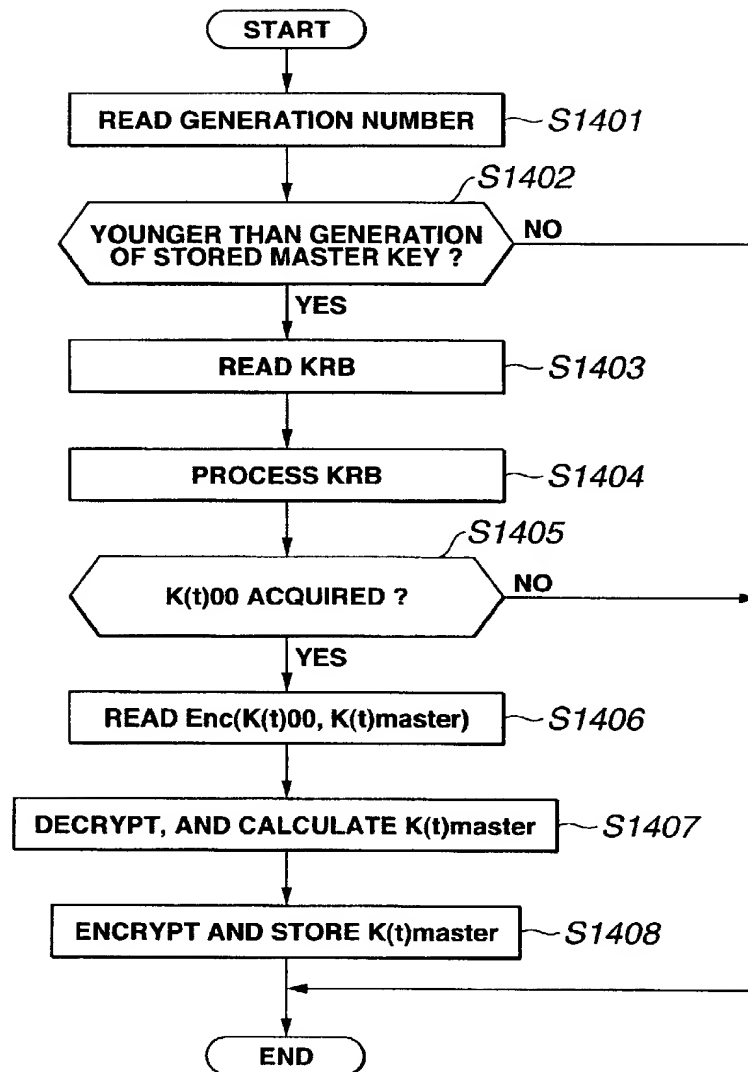 START
READ GENERATION NUMBER
S1401
S1402
YOUNGER THAN GENERATION
OF STORED MASTER KEY ?
NO
YES
READ KRB
S1403
PROCESS KRB
S1404
S1405
K(t)00 ACQUIRED ?
NO
YES
READ Enc(K(t)00, K(t)master)
S1406
DECRYPT, AND CALCULATE K(t)master
S1407
ENCRYPT AND STORE K(t)master
S1408
END